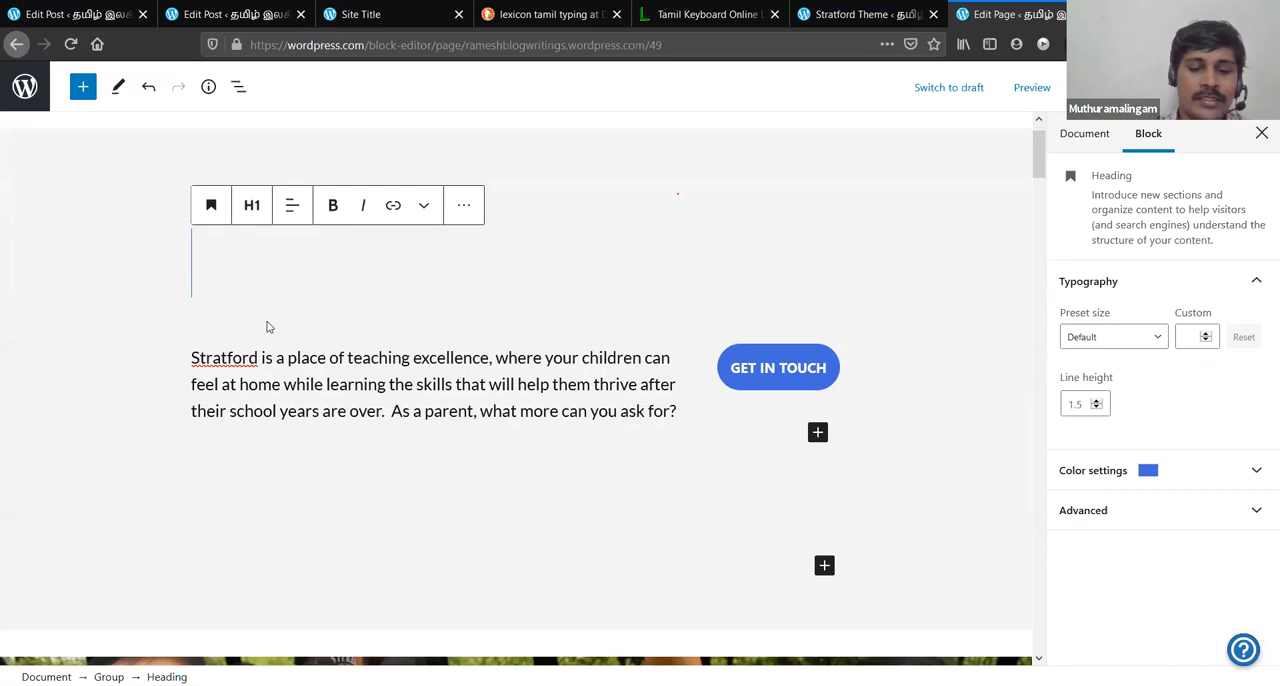 Edit Post ‹ தமிழ் இலக்
Edit Post ‹ தமிழ் இலக்
Site Title
lexicon tamil typing at D
Tamil Keyboard Online L
Stratford Theme ‹ தமிழ்
Edit Page ‹ தமிழ் இ
https://wordpress.com/block-editor/page/rameshblogwritings.wordpress.com/49
Switch to draft
Preview
Muthuramalingam
Document
Block
H1
B
I
Heading
Introduce new sections and
organize content to help visitors
(and search engines) understand the
structure of your content.
Typography
Preset size
Custom
Default
Reset
Line height
1.5
Stratford is a place of teaching excellence, where your children can
feel at home while learning the skills that will help them thrive after
their school years are over. As a parent, what more can you ask for?
GET IN TOUCH
Color settings
Advanced
Document → Group → Heading